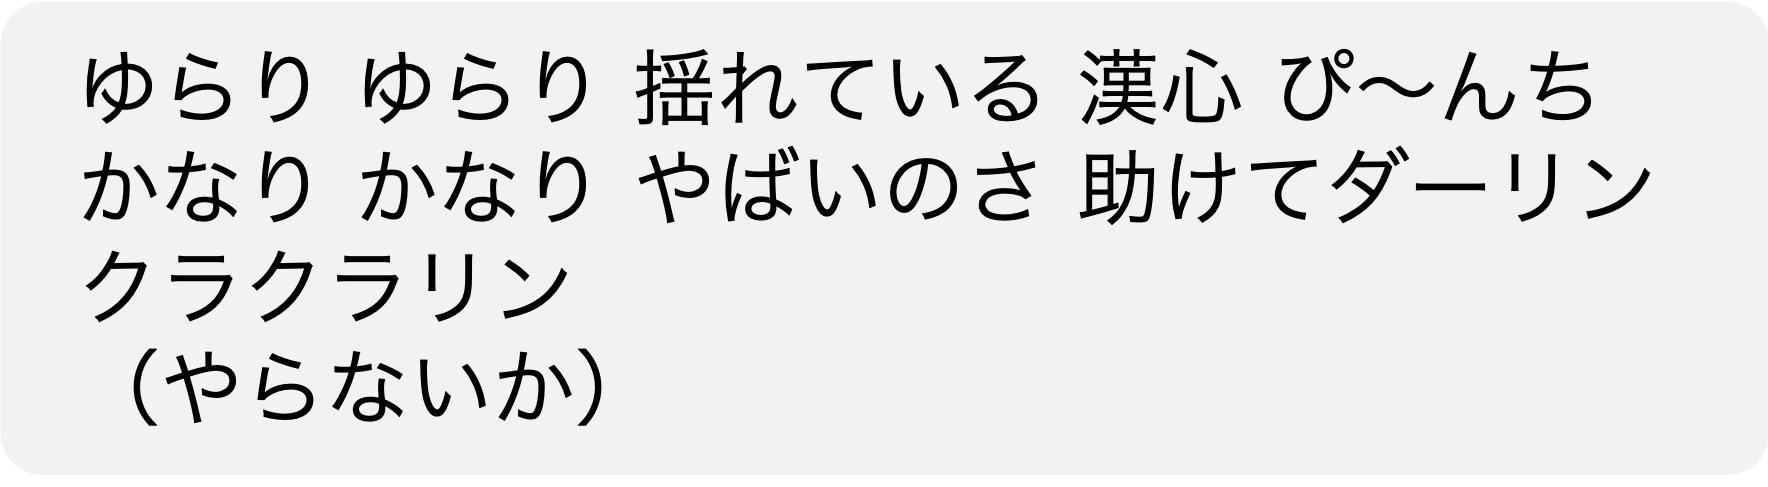 ゆらり ゆらり 揺れている 漢心 ぴ〜んち
かなり かなり やばいのさ 助けてダーリン
クラクラリン
（やらないか）